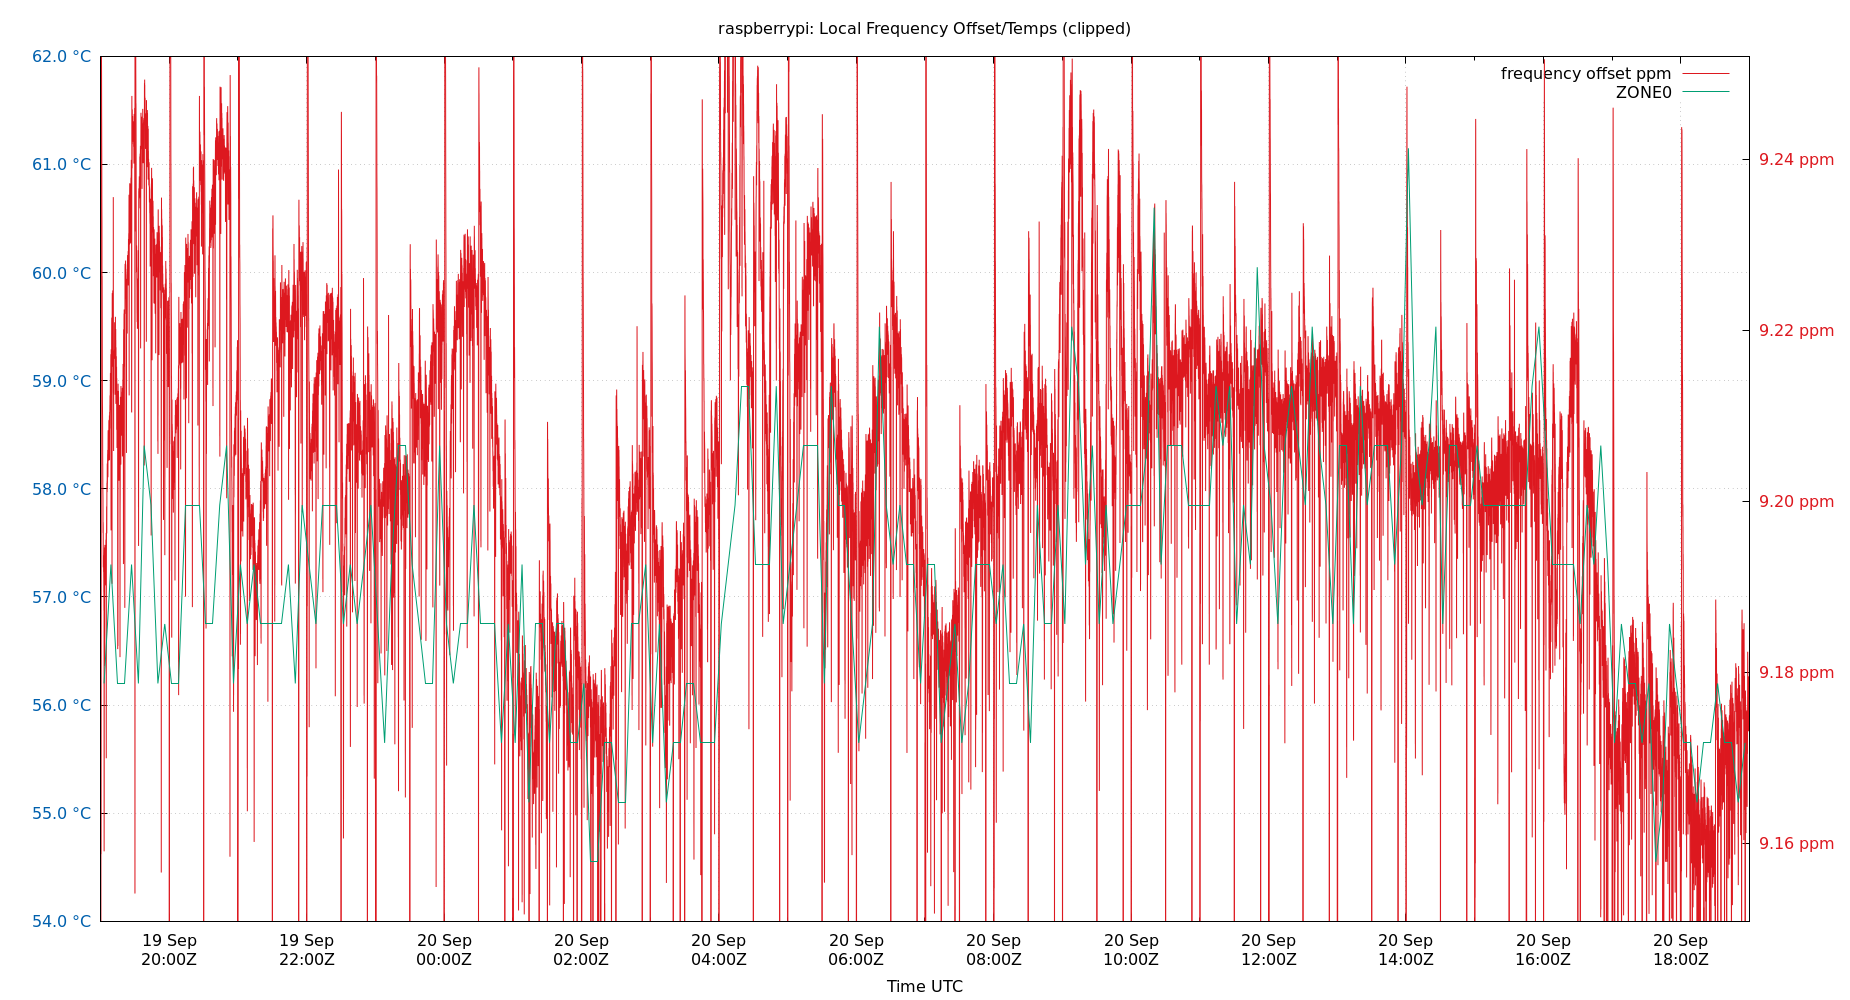 raspberrypi: Local Frequency Offset/Temps (clipped)
62.0 °C
61.0 °C
60.0 °C
59.0 °C
58.0 °C
57.0 °C
56.0 °C
55.0 °C
54.0 °C
frequency offset ppm
ZONE0
9.24 ppm
9.22 ppm
9.20 ppm
9.18 ppm
9.16 ppm
19 Sep
20:00Z
19 Sep
22:00Z
20 Sep
00:00Z
20 Sep
02:00Z
20 Sep
04:00Z
20 Sep
06:00Z
20 Sep
08:00Z
20 Sep
10:00Z
20 Sep
12:00Z
20 Sep
14:00Z
20 Sep
16:00Z
20 Sep
18:00Z
Time UTC